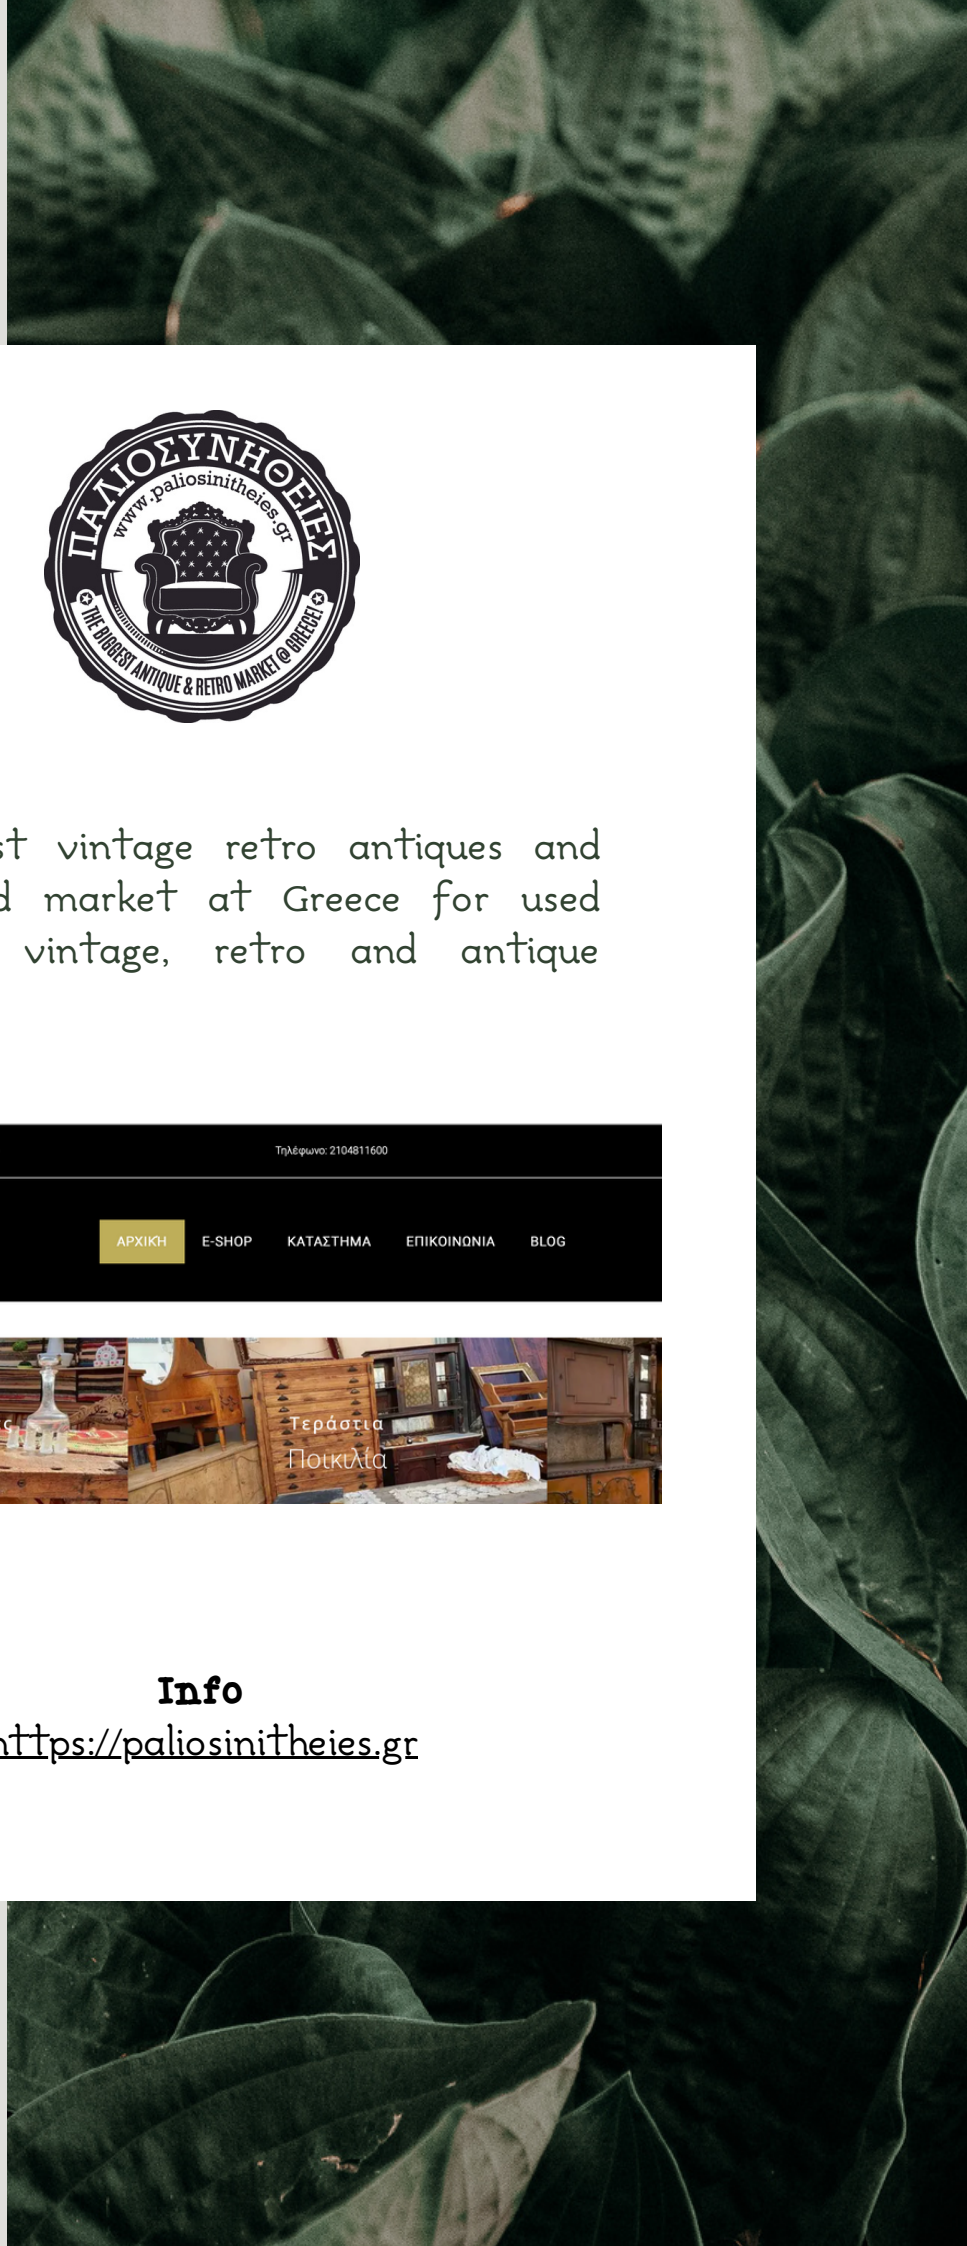 ΠΑΛΙΟΣΥΝΗΘΕΙΕΣ
www.paliosinitheies.gr
THE BIGGEST ANTIQUE & RETRO MARKET @ GREECE!
vintage retro antiques and
market at Greece for used
vintage, retro and antique
Τηλέφωνο: 2104811600
ΑΡΧΙΚΉ E-SHOP ΚΑΤΑΣΤΗΜΑ ΕΠΙΚΟΙΝΩΝΙΑ BLOG
Τεράστια
Ποικιλία
Info
https://paliosinitheies.gr